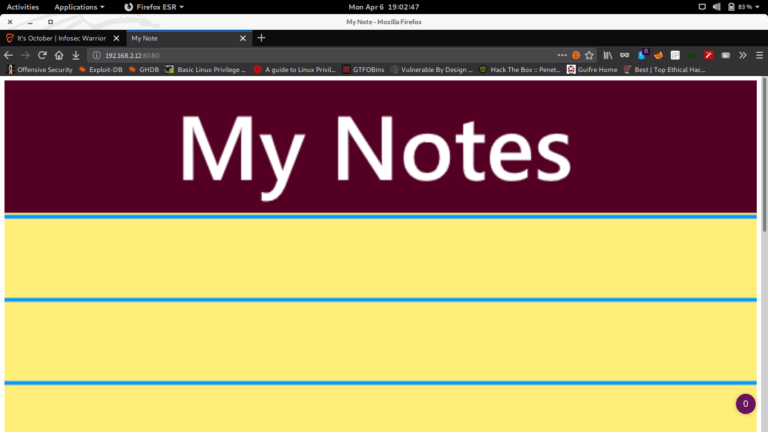 Activities Applications Firefox ESR Mon Apr 6 19:02:47 83 %
My Note - Mozilla Firefox
It's October | Infosec Warrior My Note
192.168.2.12:8080 0
Offensive Security Exploit-DB GHDB Basic Linux Privilege ... A guide to Linux Privil... GTFOBins Vulnerable By Design ... Hack The Box :: Penet... Guifre Home Best | Top Ethical Hac...
My Notes
0